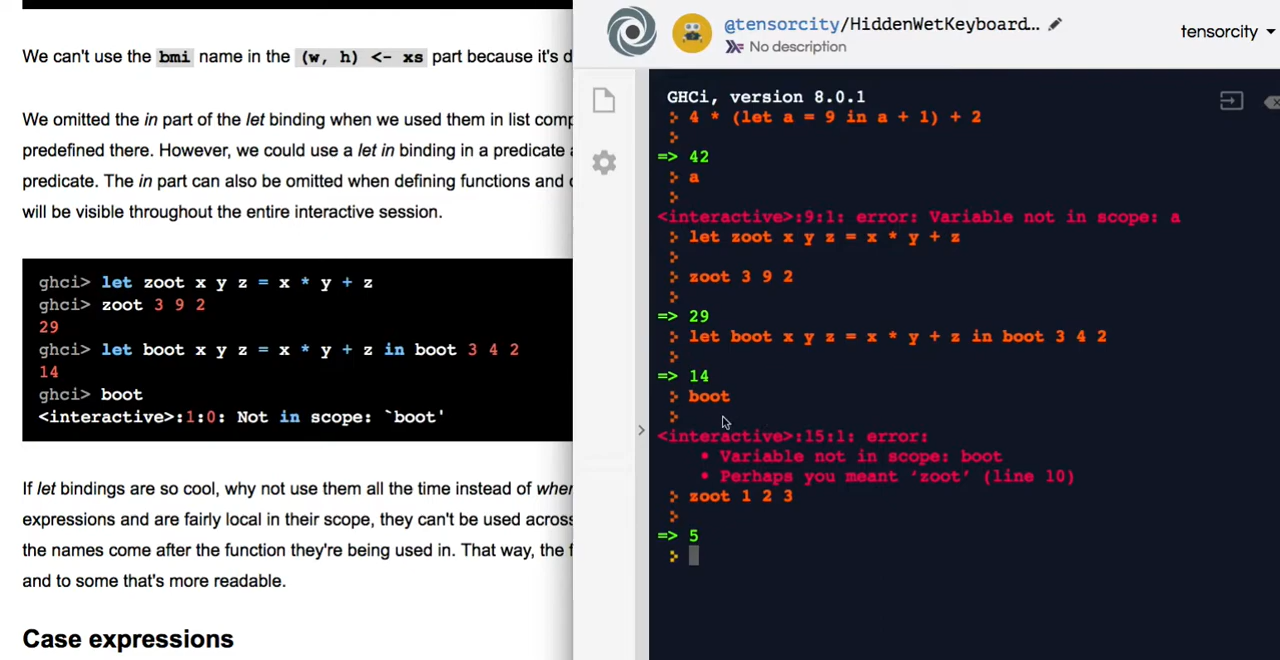 We can't use the bmi name in the (w, h) <- xs part because it's d
We omitted the in part of the let binding when we used them in list comp
predefined there. However, we could use a let in binding in a predicate
predicate. The in part can also be omitted when defining functions and
will be visible throughout the entire interactive session.
ghci> let zoot x y z = x * y + z
ghci> zoot 3 9 2
29
ghci> let boot x y z = x * y + z in boot 3 4 2
14
ghci> boot
<interactive>:1:0: Not in scope: `boot'
If let bindings are so cool, why not use them all the time instead of
expressions and are fairly local in their scope, they can't be used across
the names come after the function they're being used in. That way, the
and to some that's more readable.
Case expressions
@tensorcity/HiddenWetKeyboard...
No description
tensorcity
GHCi, version 8.0.1
4 * (let a = 9 in a + 1) + 2
=> 42
a
<interactive>:9:1: error: Variable not in scope: a
let zoot x y z = x * y + z
zoot 3 9 2
=> 29
let boot x y z = x * y + z in boot 3 4 2
=> 14
boot
<interactive>:15:1: error:
• Variable not in scope: boot
• Perhaps you meant ‘zoot’ (line 10)
zoot 1 2 3
=> 5